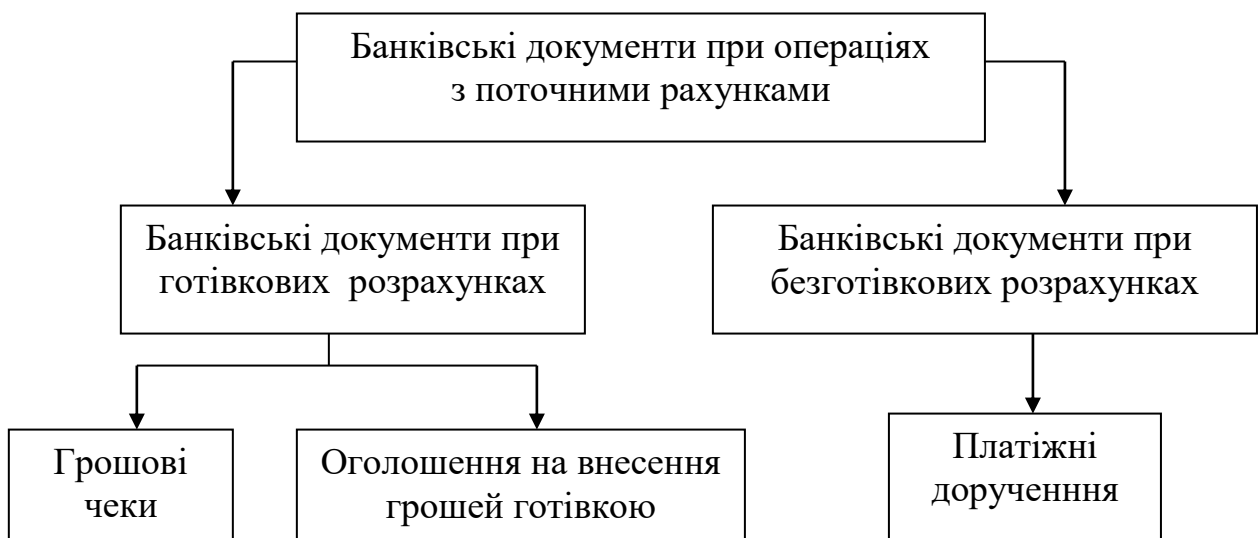 Банківські документи при операціях
з поточними рахунками
Банківські документи при
готівкових розрахунках
Банківські документи при
безготівкових розрахунках
Грошові
чеки
Оголошення на внесення
грошей готівкою
Платіжні
дорученння